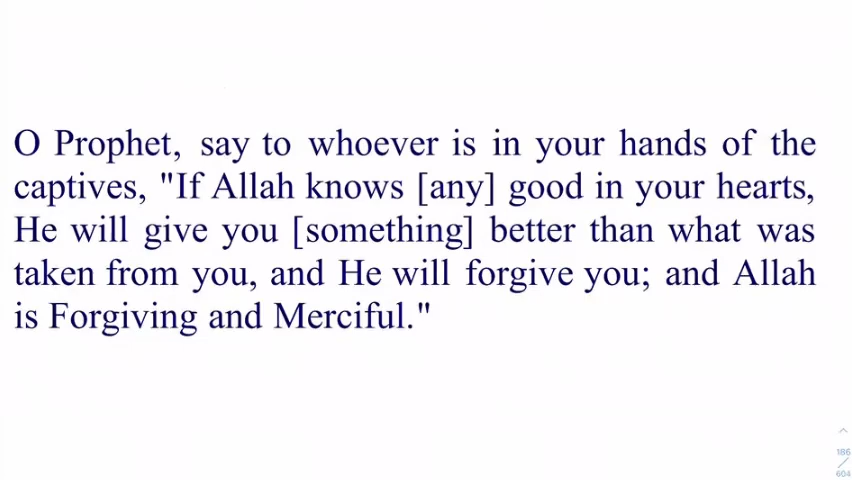 O Prophet, say to whoever is in your hands of the
captives, "If Allah knows [any] good in your hearts,
He will give you [something] better than what was
taken from you, and He will forgive you; and Allah
is Forgiving and Merciful."
186
604